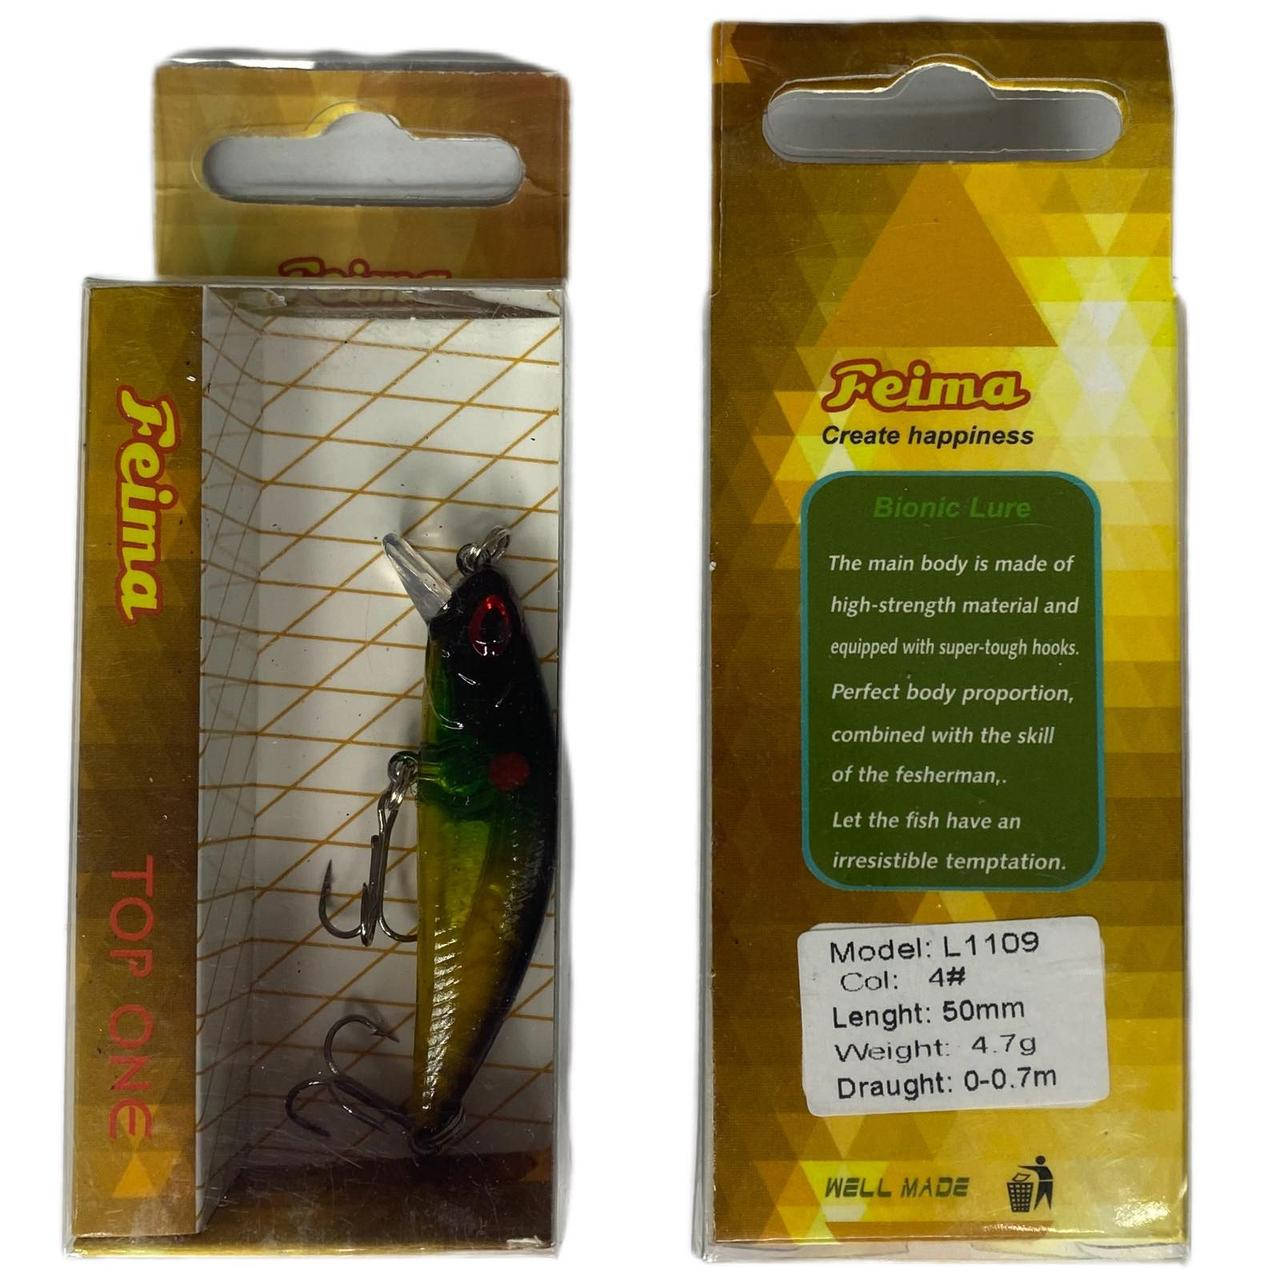 Feima
Feima
TOP ONE
Feima
Create happiness
Bionic Lure
The main body is made of
high-strength material and
equipped with super-tough hooks.
Perfect body proportion,
combined with the skill
of the fesherman,.
Let the fish have an
irresistible temptation.
Model: L1109
Col: 4#
Lenght: 50mm
Weight: 4.7g
Draught: 0-0.7m
WELL MADE